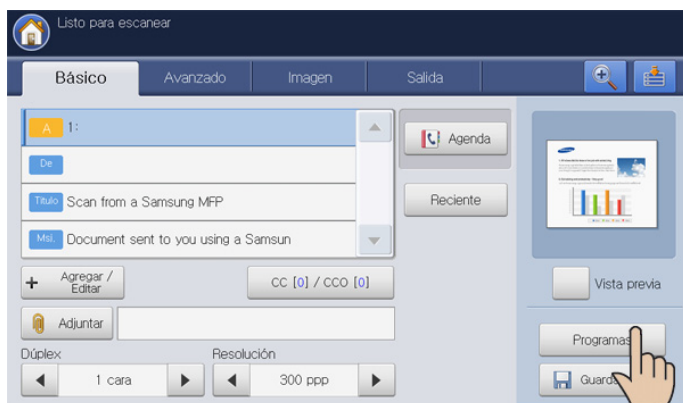 Listo para escanear
Básico
Avanzado
Imagen
Salida
A 1:
De
Título Scan from a Samsung MFP
Msj. Document sent to you using a Samsun
Agenda
Reciente
+ Agregar /
Editar
CC [0] / CCO [0]
Adjuntar
Dúplex
Resolución
1 cara
300 ppp
Vista previa
Programas